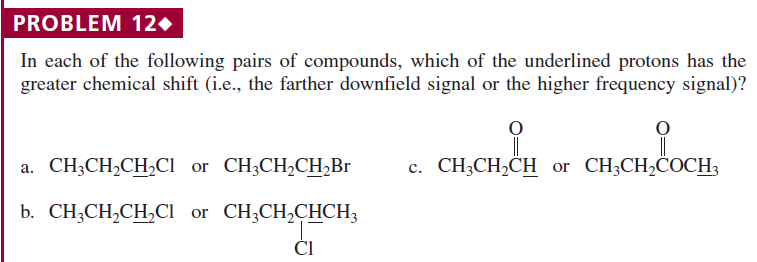 PROBLEM 12◆
In each of the following pairs of compounds, which of the underlined protons has the
greater chemical shift (i.e., the farther downfield signal or the higher frequency signal)?
O O
a. CH₃CH₂CH₂Cl or CH₃CH₂CH₂Br c. CH₃CH₂CH or CH₃CH₂COCH₃
b. CH₃CH₂CH₂Cl or CH₃CH₂CHCH₃
Cl